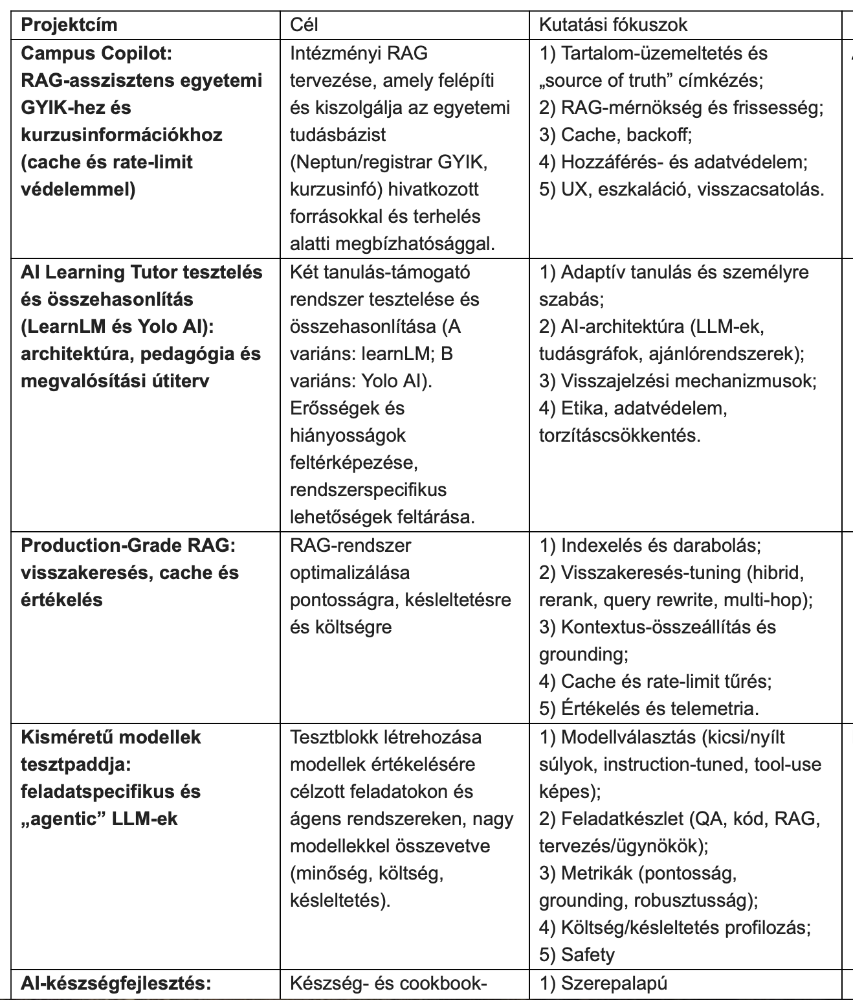 Projektcím
Cél
Kutatási fókuszok
Campus Copilot:
RAG-asszisztens egyetemi
GYIK-hez és
kurzusinformációkhoz
(cache és rate-limit
védelemmel)
Intézményi RAG
tervezése, amely felépíti
és kiszolgálja az egyetemi
tudásbázist
(Neptun/registrar GYIK,
kurzusinfó) hivatkozott
forrásokkal és terhelés
alatti megbízhatósággal.
1) Tartalom-üzemeltetés és
„source of truth” címkézés;
2) RAG-mérnökség és frissesség;
3) Cache, backoff;
4) Hozzáférés- és adatvédelem;
5) UX, eszkaláció, visszacsatolás.
AI Learning Tutor tesztelés
és összehasonlítás
(LearnLM és Yolo AI):
architektúra, pedagógia és
megvalósítási útiterv
Két tanulás-támogató
rendszer tesztelése és
összehasonlítása (A
variáns: learnLM; B
variáns: Yolo AI).
Erősségek és
hiányosságok
feltérképezése,
rendszerspecifikus
lehetőségek feltárása.
1) Adaptív tanulás és személyre
szabás;
2) AI-architektúra (LLM-ek,
tudásgráfok, ajánlórendszerek);
3) Visszajelzési mechanizmusok;
4) Etika, adatvédelem,
torzításcsökkentés.
Production-Grade RAG:
visszakeresés, cache és
értékelés
RAG-rendszer
optimalizálása
pontosságra, késleltetésre
és költségre
1) Indexelés és darabolás;
2) Visszakeresés-tuning (hibrid,
rerank, query rewrite, multi-hop);
3) Kontextus-összeállítás és
grounding;
4) Cache és rate-limit tűrés;
5) Értékelés és telemetria.
Kisméretű modellek
tesztpaddja:
feladatspecifikus és
„agentic” LLM-ek
Tesztblokk létrehozása
modellek értékelésére
célzott feladatokon és
ágens rendszereken, nagy
modellekkel összevetve
(minőség, költség,
késleltetés).
1) Modellválasztás (kicsi/nyílt
súlyok, instruction-tuned, tool-use
képes);
2) Feladatkészlet (QA, kód, RAG,
tervezés/ügynökök);
3) Metrikák (pontosság,
grounding, robusztusság);
4) Költség/késleltetés profilozás;
5) Safety
AI-készségfejlesztés:
Készség- és cookbook-
1) Szerepalapú